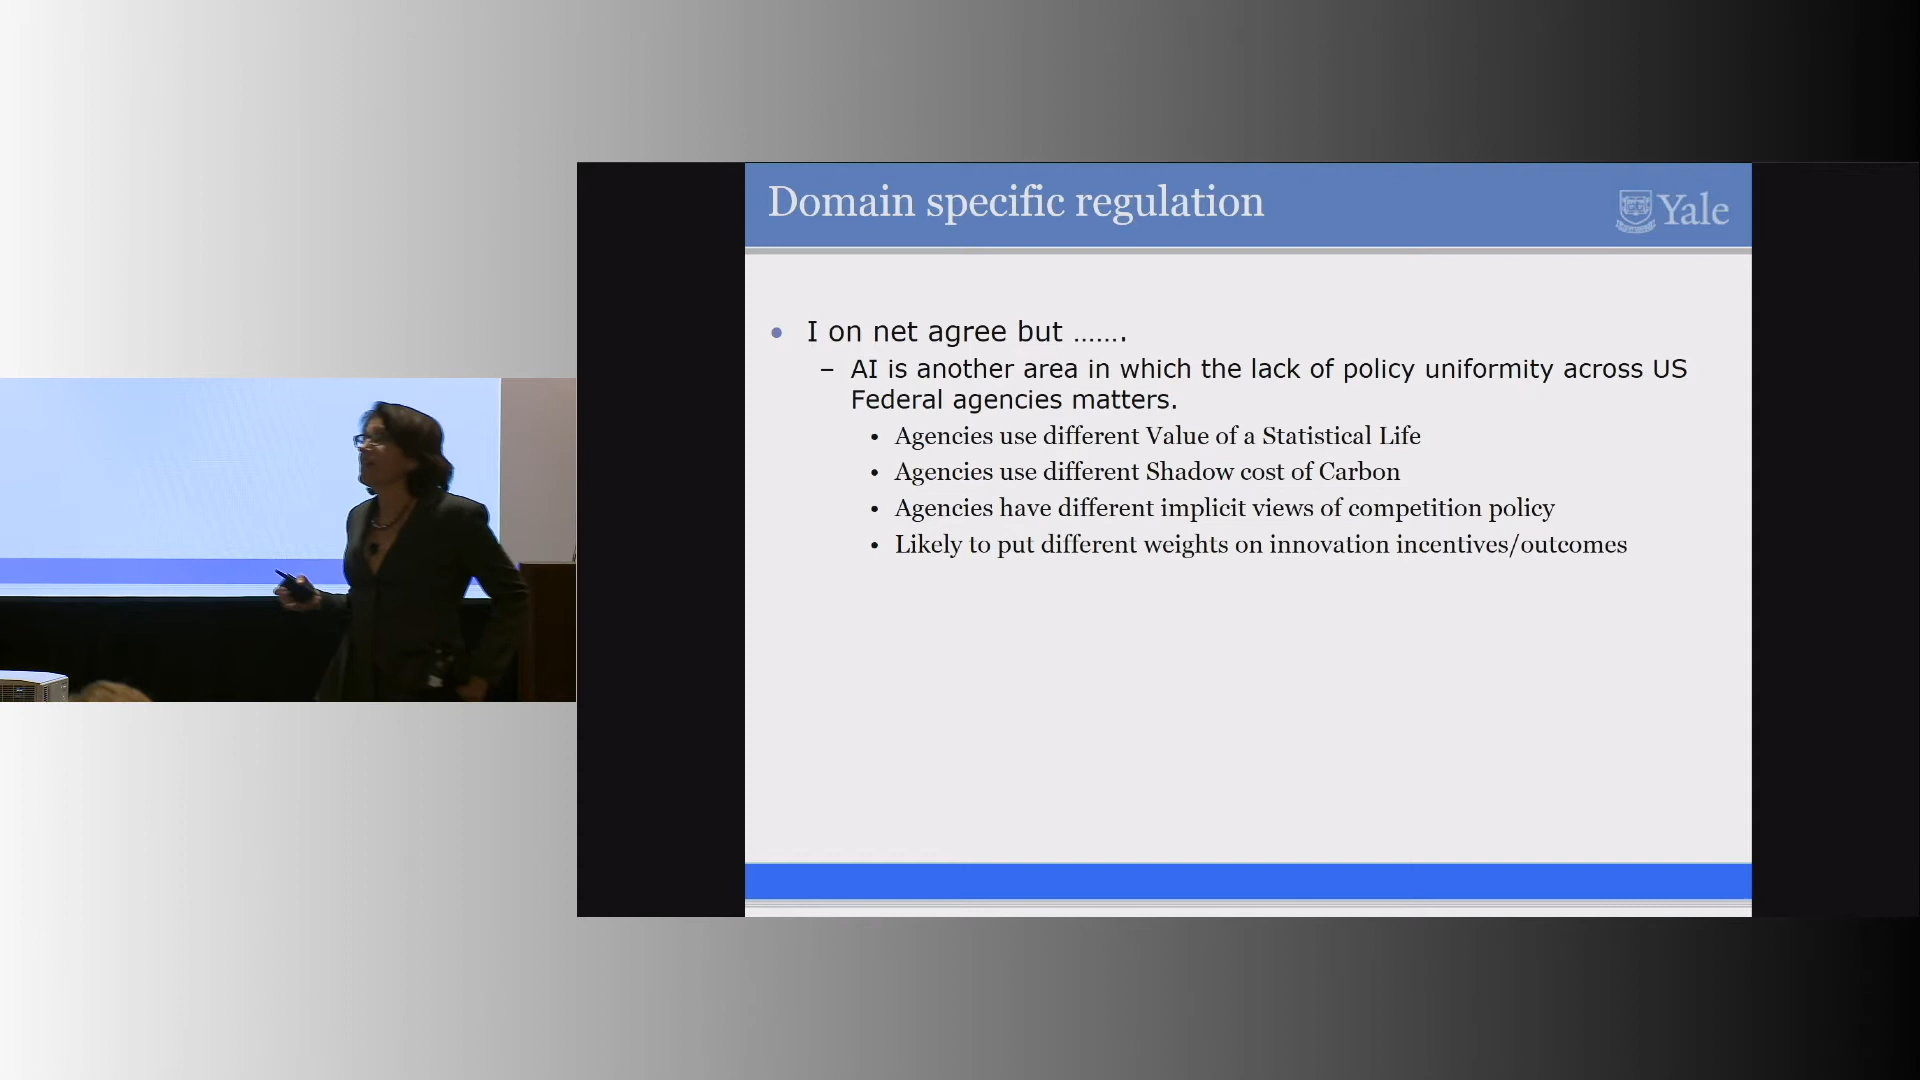 Domain specific regulation
Yale
• I on net agree but …….
– AI is another area in which the lack of policy uniformity across US
Federal agencies matters.
• Agencies use different Value of a Statistical Life
• Agencies use different Shadow cost of Carbon
• Agencies have different implicit views of competition policy
• Likely to put different weights on innovation incentives/outcomes